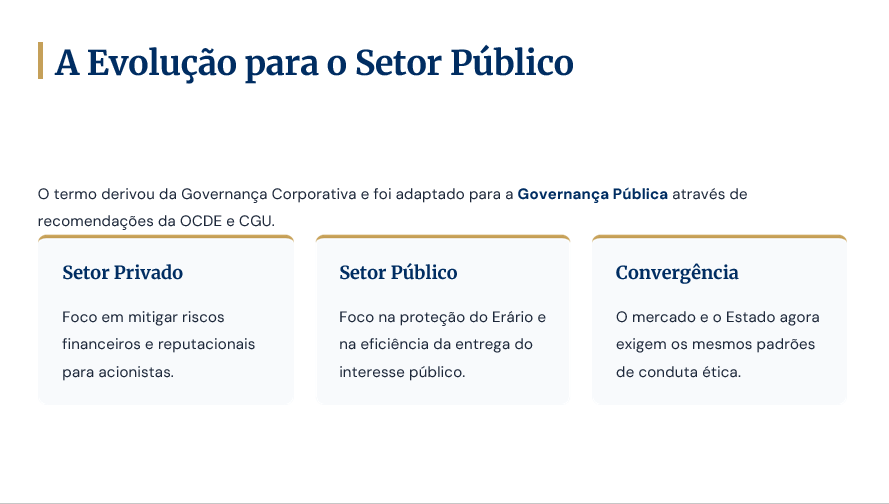 A Evolução para o Setor Público
O termo derivou da Governança Corporativa e foi adaptado para a Governança Pública através de
recomendações da OCDE e CGU.
Setor Privado
Foco em mitigar riscos
financeiros e reputacionais
para acionistas.
Setor Público
Foco na proteção do Erário e
na eficiência da entrega do
interesse público.
Convergência
O mercado e o Estado agora
exigem os mesmos padrões
de conduta ética.